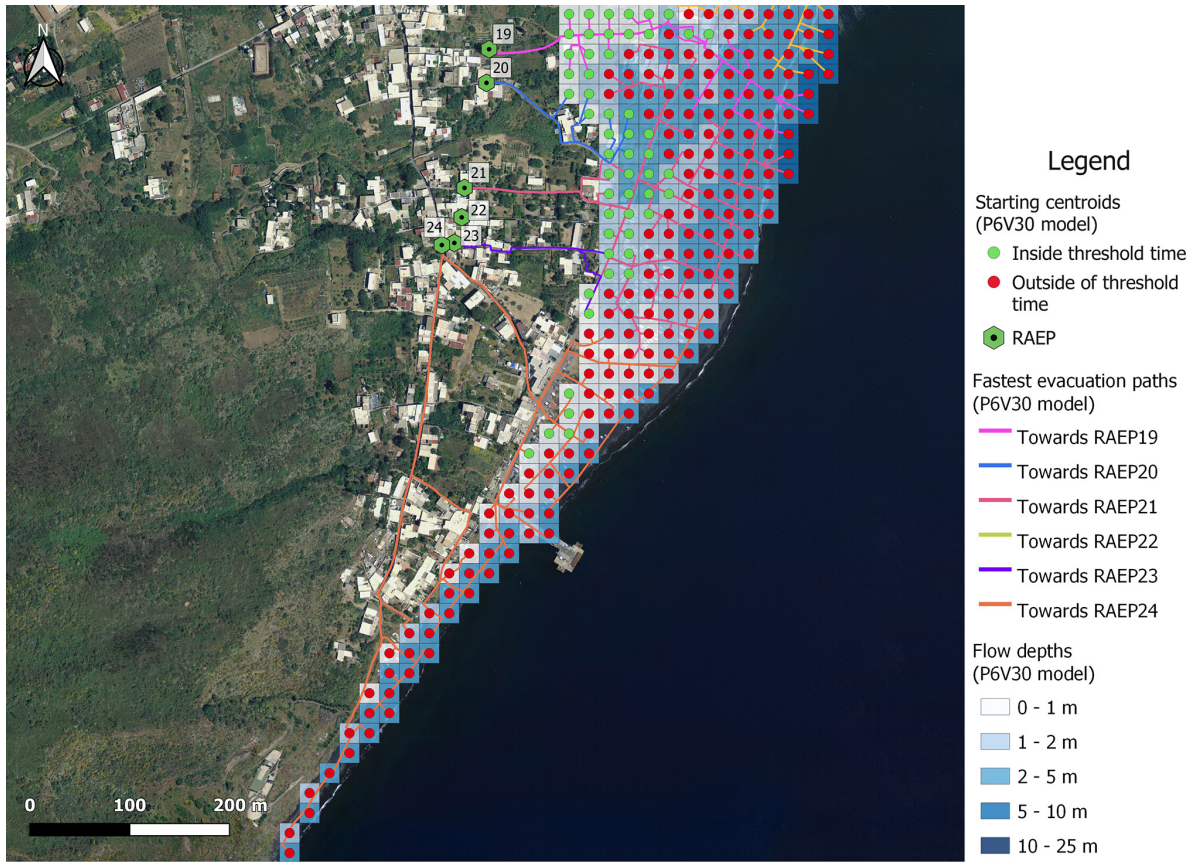 N
19
20
21
22
24
23
0 100 200 m
Legend
Starting centroids
(P6V30 model)
Inside threshold time
Outside of threshold
time
RAEP
Fastest evacuation paths
(P6V30 model)
Towards RAEP19
Towards RAEP20
Towards RAEP21
Towards RAEP22
Towards RAEP23
Towards RAEP24
Flow depths
(P6V30 model)
0 - 1 m
1 - 2 m
2 - 5 m
5 - 10 m
10 - 25 m